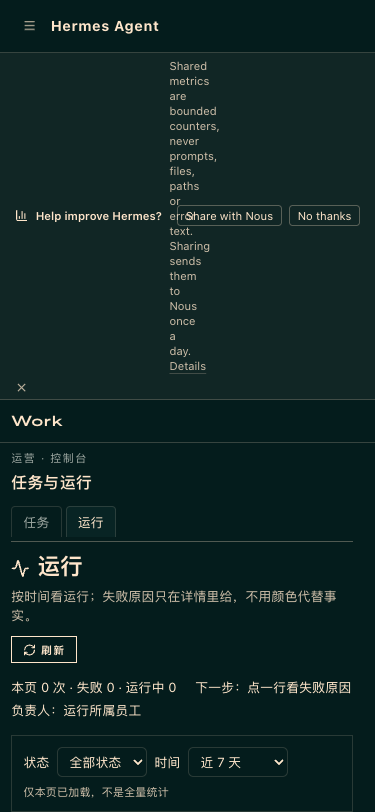 Hermes Agent
Shared
metrics
are
bounded
counters,
never
prompts,
files,
paths
or
Help improve Hermes?
error
Share with Nous
No thanks
text.
Sharing
sends
them
to
Nous
once
a
day.
Details
Work
运营 · 控制台
任务与运行
任务
运行
运行
按时间看运行；失败原因只在详情里给，不用颜色代替事
实。
刷新
本页 0 次 · 失败 0 · 运行中 0 下一步：点一行看失败原因
负责人：运行所属员工
状态 全部状态 时间 近 7 天
仅本页已加载，不是全量统计